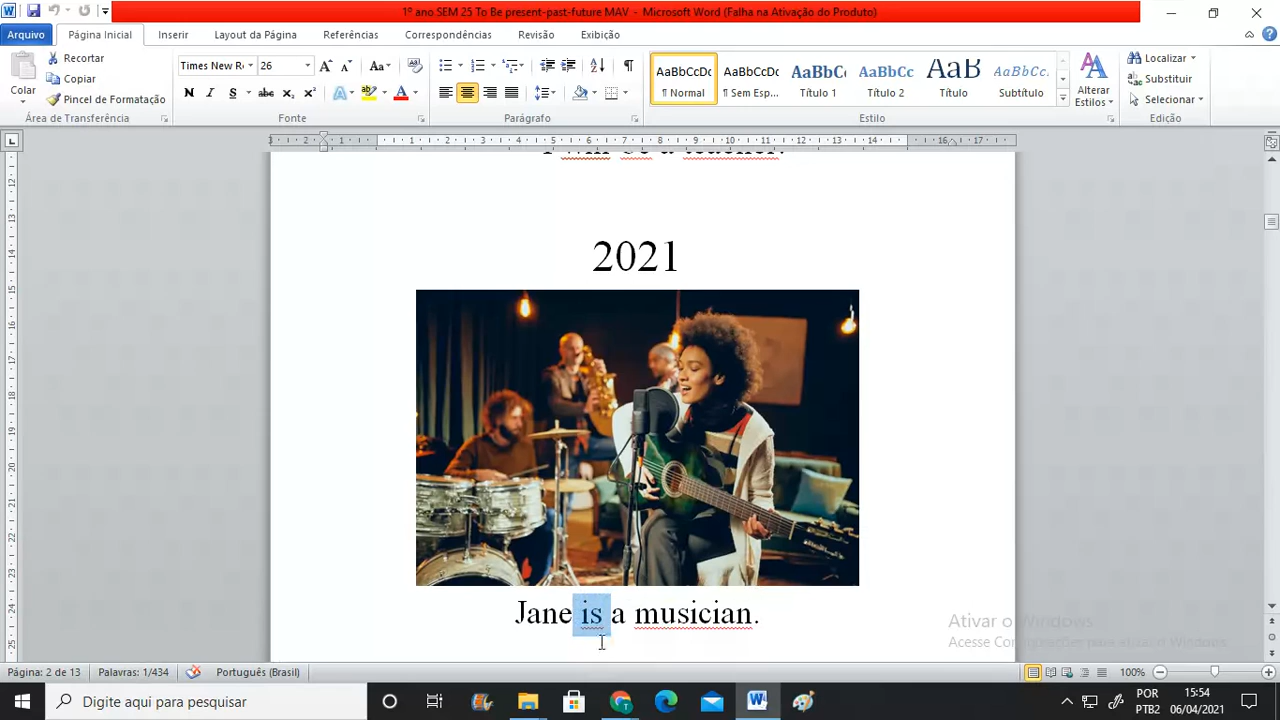 1º ano SEM 25 To Be present-past-future MAV - Microsoft Word (Falha na Ativação do Produto)
Arquivo
Página Inicial
Inserir
Layout da Página
Referências
Correspondências
Revisão
Exibição
Colar
Recortar
Copiar
Pincel de Formatação
Área de Transferência
Times New R
26
Fonte
Parágrafo
AaBbCcDc
¶ Normal
AaBbCcDc
¶ Sem Esp...
AaBbC
Título 1
AaBbCc
Título 2
AaB
Título
AaBbCc.
Subtítulo
Alterar
Estilos
Estilo
Localizar
Substituir
Selecionar
Edição
I will be a teacher.
2021
Jane is a musician.
Ativar o Windows
Página: 2 de 13
Palavras: 1/434
Português (Brasil)
100%
Digite aqui para pesquisar
POR
PTB2
15:54
06/04/2021